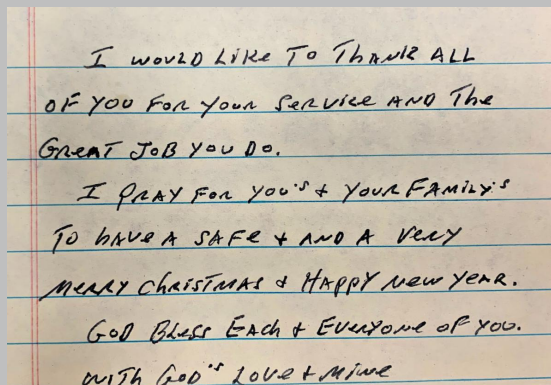 I would like to thank all
of you for your service and the
great job you do.
I pray for you's + your family's
to have a safe + and a very
merry christmas + happy new year.
God bless each + everyone of you.
with God's love + mine